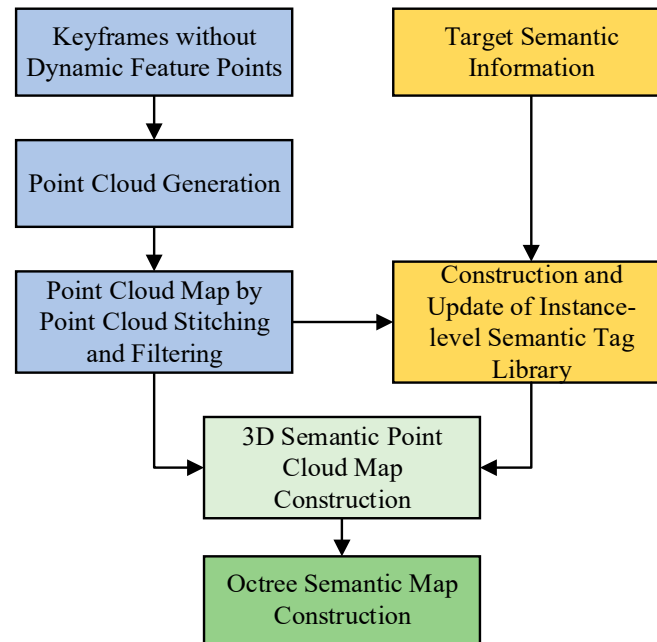 Keyframes without
Dynamic Feature Points
Target Semantic
Information
Point Cloud Generation
Point Cloud Map by
Point Cloud Stitching
and Filtering
Construction and
Update of Instance-
level Semantic Tag
Library
3D Semantic Point
Cloud Map
Construction
Octree Semantic Map
Construction